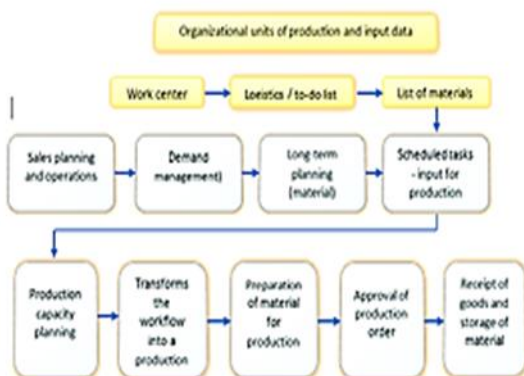 Organizational units of production and input data
Work center
Logistics / to-do list
List of materials
Sales planning
and operations
Demand
management)
Long term
planning
(material)
Scheduled tasks
- input for
production
Production
capacity
planning
Transforms
the
workflow
into a
production
Preparation
of material
for
production
Approval of
production
order
Receipt of
goods and
storage of
material